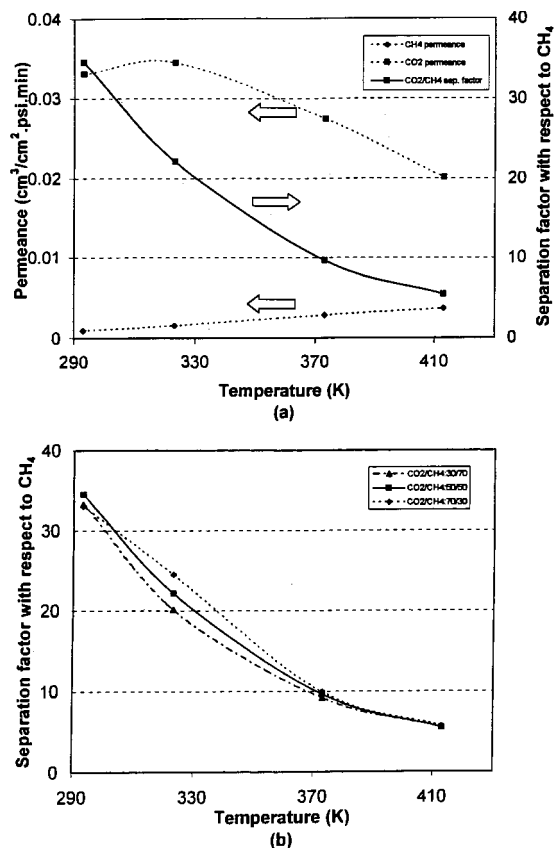 0.04
0.03
0.02
0.01
0
40
30
20
10
0
290
330
370
410
Permeance (cm³/cm².psi.min)
Separation factor with respect to CH₄
CH4 permeance
CO2 permeance
CO2/CH4 sep. factor
Temperature (K)
(a)
40
30
20
10
0
290
330
370
410
Separation factor with respect to CH₄
CO2/CH4:30/70
CO2/CH4:50/50
CO2/CH4:70/30
Temperature (K)
(b)